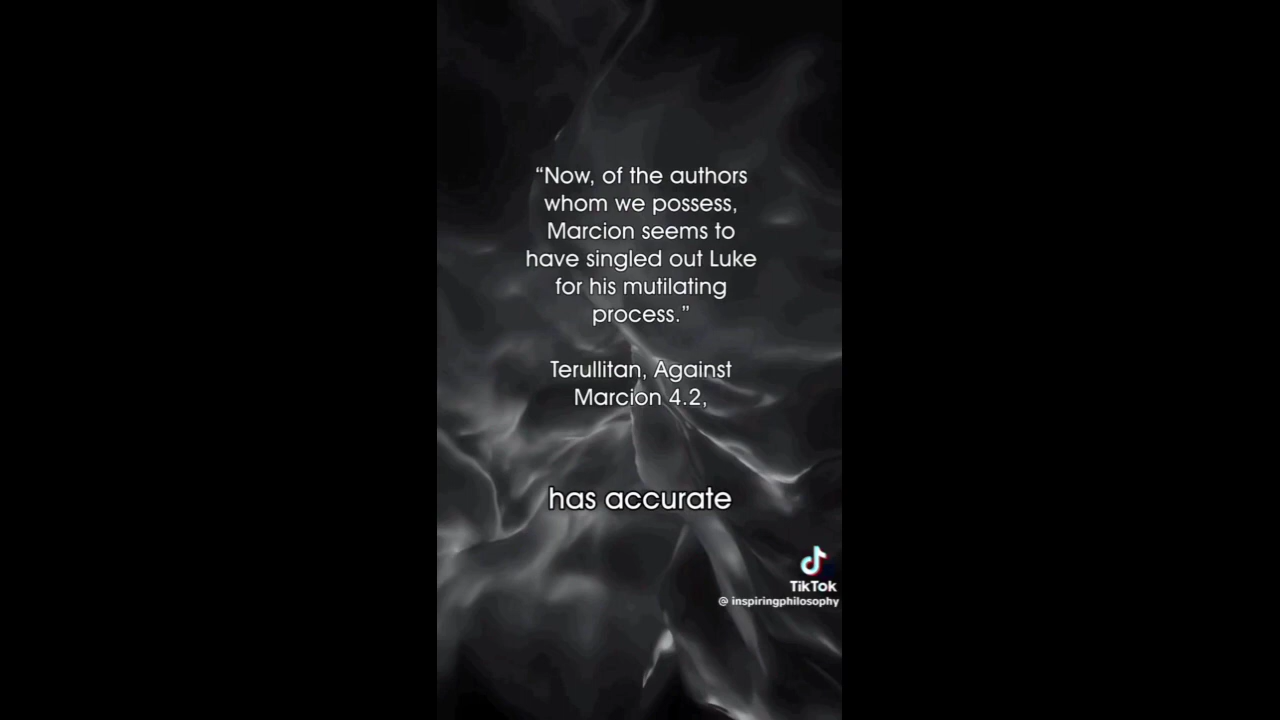 “Now, of the authors
whom we possess,
Marcion seems to
have singled out Luke
for his mutilating
process.”
Terullitan, Against
Marcion 4.2,
has accurate
TikTok
@ inspiringphilosophy